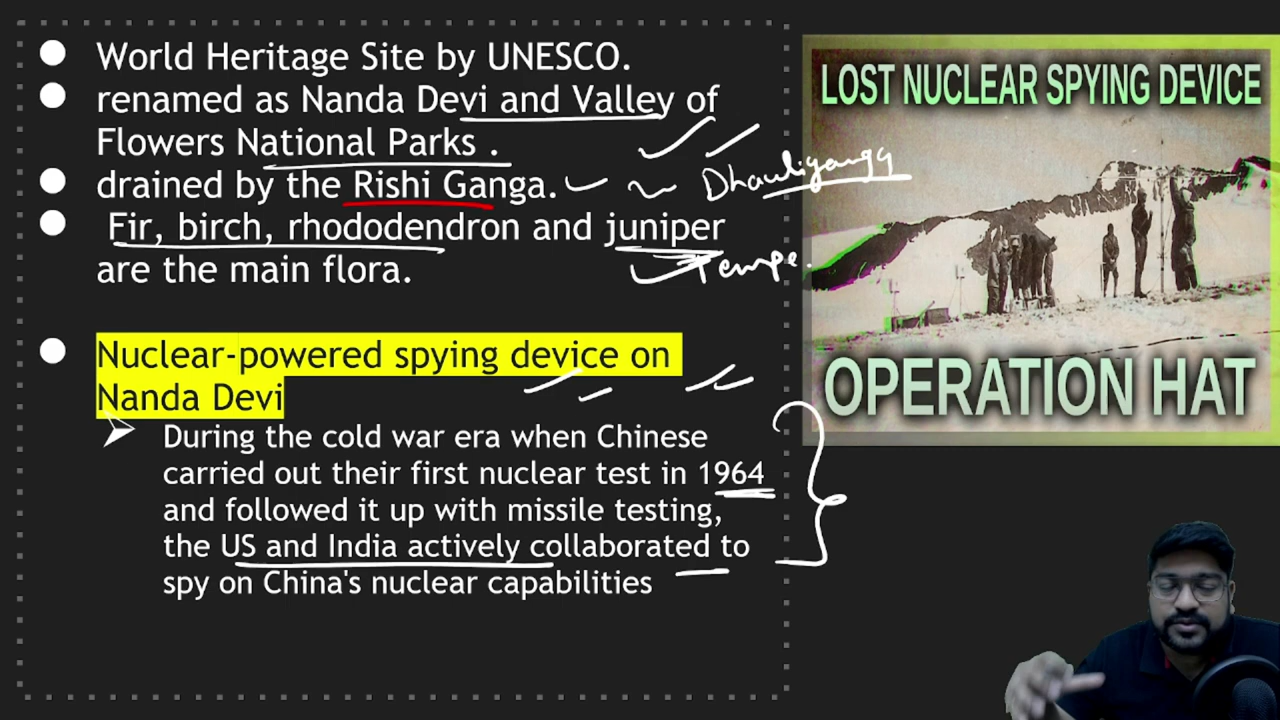 World Heritage Site by UNESCO.
renamed as Nanda Devi and Valley of
Flowers National Parks .
drained by the Rishi Ganga.
Dhauliganga
Fir, birch, rhododendron and juniper
are the main flora.
Tempe.
Nuclear-powered spying device on
Nanda Devi
During the cold war era when Chinese
carried out their first nuclear test in 1964
and followed it up with missile testing,
the US and India actively collaborated to
spy on China's nuclear capabilities
LOST NUCLEAR SPYING DEVICE
OPERATION HAT